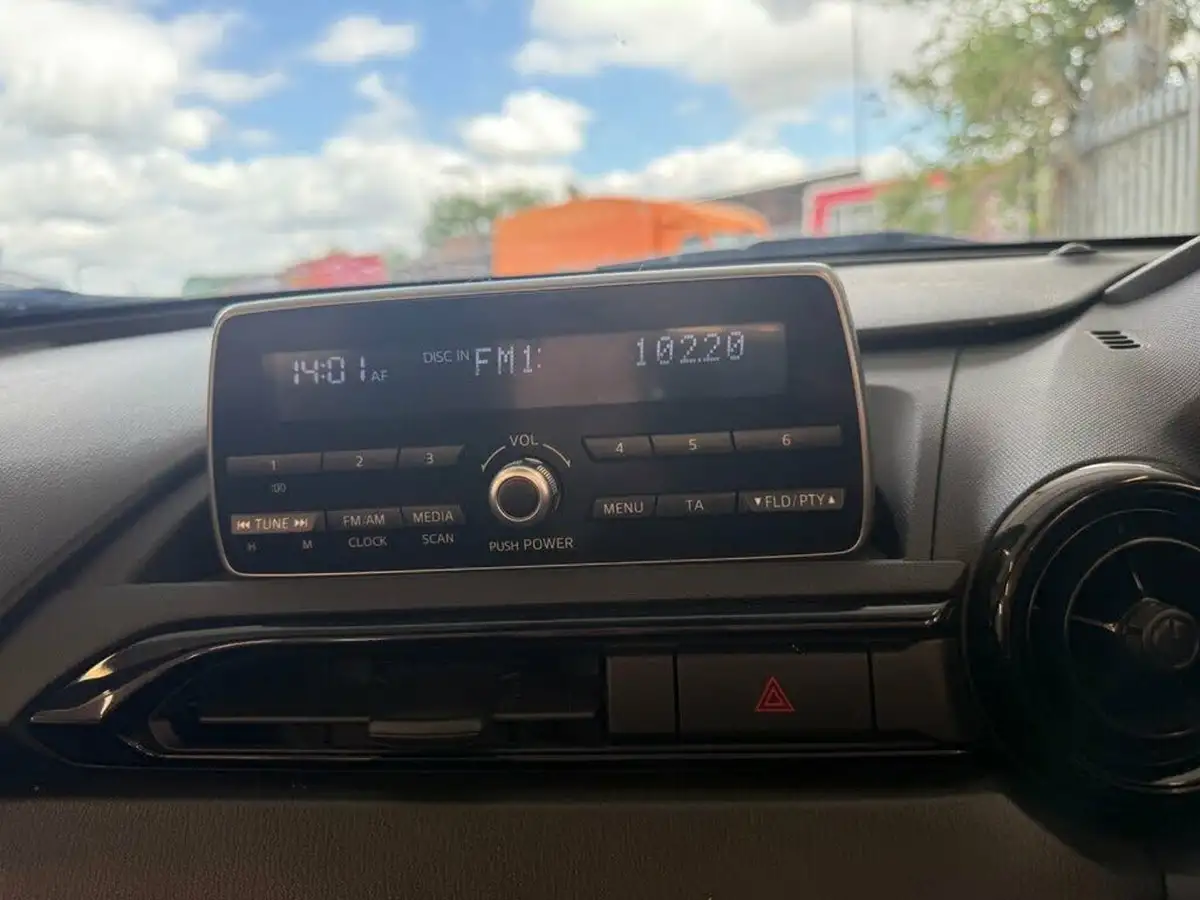 14:01 AF DISC IN FM1: 10220
VOL
1 2 3 4 5 6
:00
TUNE FM/AM MEDIA MENU TA ▼FLD/PTY▲
H M CLOCK SCAN PUSH POWER